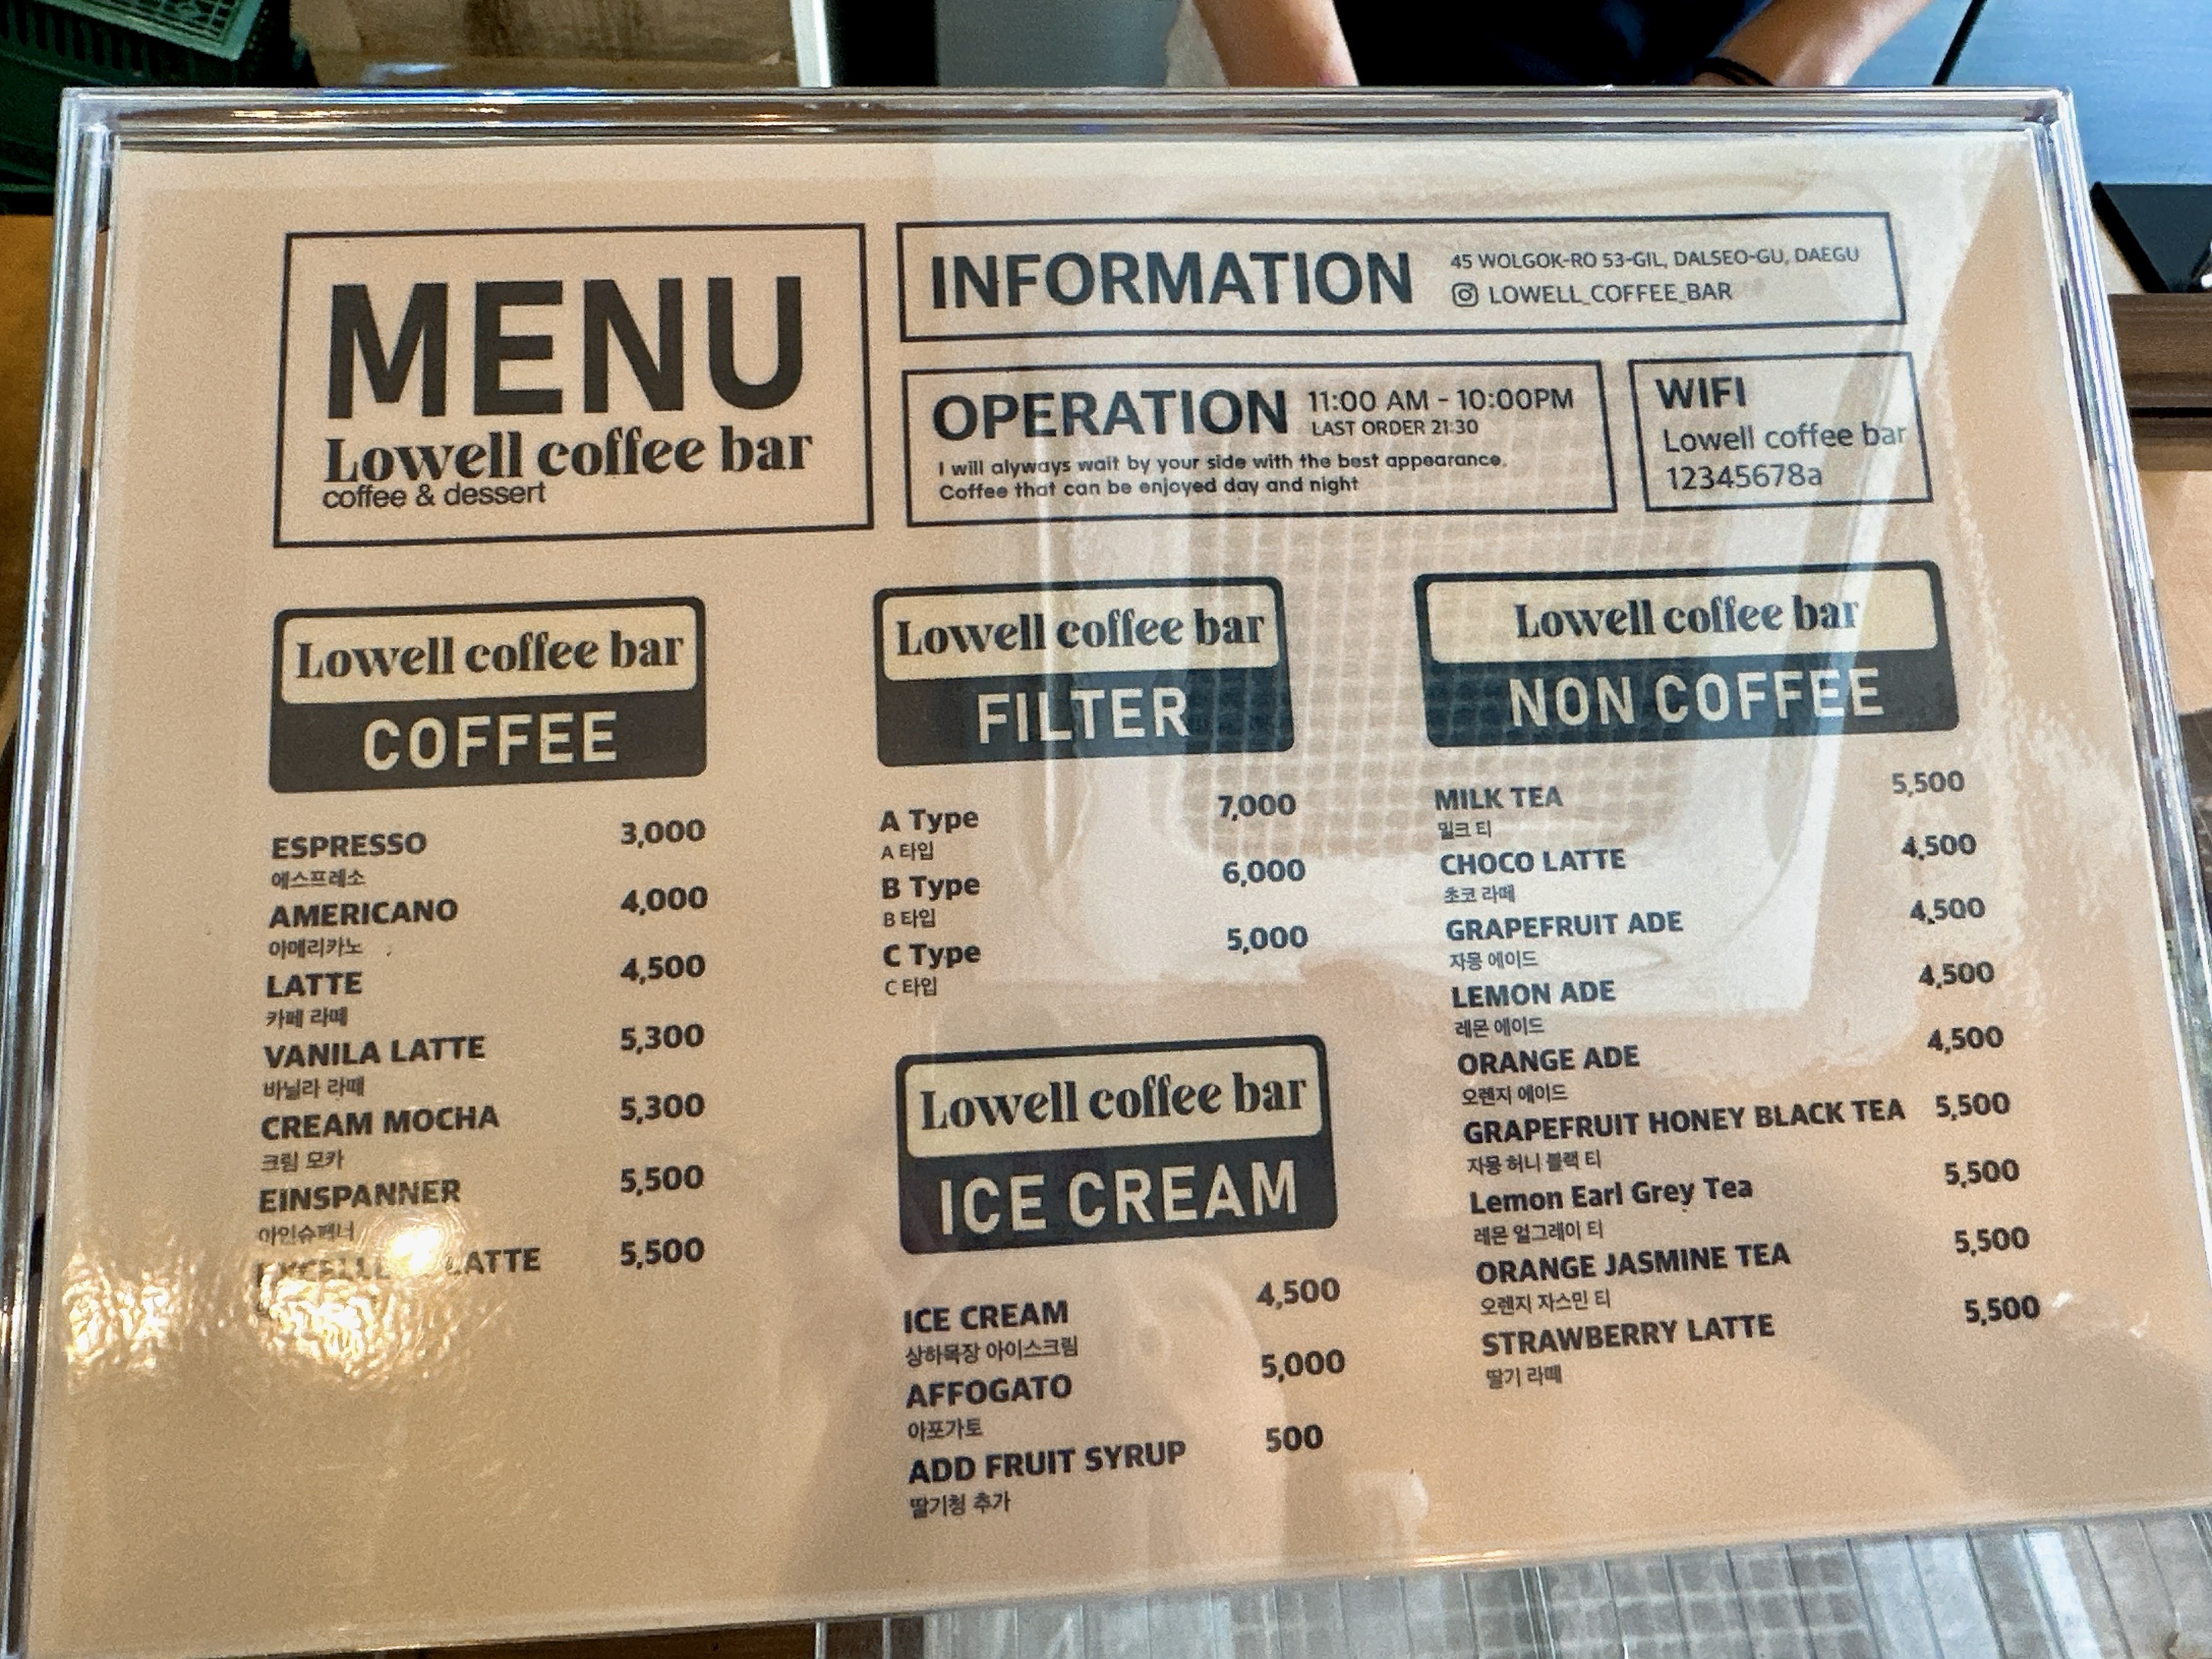 MENU
Lowell coffee bar
coffee & dessert
INFORMATION
45 WOLGOK-RO 53-GIL, DALSEO-GU, DAEGU
LOWELL_COFFEE_BAR
OPERATION
11:00 AM - 10:00PM
LAST ORDER 21:30
I will alyways wait by your side with the best appearance.
Coffee that can be enjoyed day and night
WIFI
Lowell coffee bar
12345678a
Lowell coffee bar
COFFEE
ESPRESSO 3,000
에스프레소
AMERICANO 4,000
아메리카노
LATTE 4,500
카페 라떼
VANILA LATTE 5,300
바닐라 라떼
CREAM MOCHA 5,300
크림 모카
EINSPANNER 5,500
아인슈페너
LATTE 5,500
Lowell coffee bar
FILTER
A Type 7,000
A 타입
B Type 6,000
B 타입
C Type 5,000
C 타입
Lowell coffee bar
ICE CREAM
ICE CREAM 4,500
상하목장 아이스크림
AFFOGATO 5,000
아포가토
ADD FRUIT SYRUP 500
딸기청 추가
Lowell coffee bar
NON COFFEE
MILK TEA 5,500
밀크 티
CHOCO LATTE 4,500
초코 라떼
GRAPEFRUIT ADE 4,500
자몽 에이드
LEMON ADE 4,500
레몬 에이드
ORANGE ADE 4,500
오렌지 에이드
GRAPEFRUIT HONEY BLACK TEA 5,500
자몽 허니 블랙 티
Lemon Earl Grey Tea 5,500
레몬 얼그레이 티
ORANGE JASMINE TEA 5,500
오렌지 자스민 티
STRAWBERRY LATTE 5,500
딸기 라떼